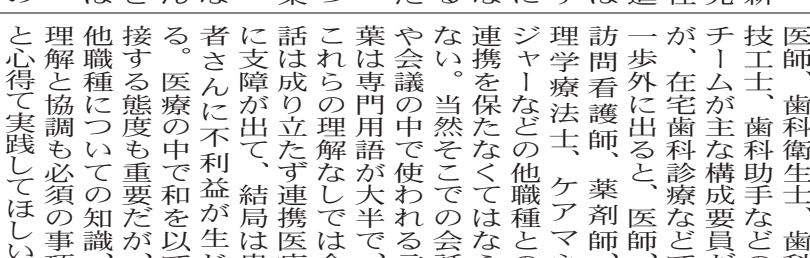 医師、歯科衛生士、歯科
技工士、歯科助手などの
チームが主な構成要員だ
が、在宅歯科診療などで
一歩外に出ると、医師、
訪問看護師、薬剤師、
理学療法士、ケアマネ
ジャーなどの他職種との
連携を保たなくてはなら
ない。当然そこでの会話
や会議の中で使われる言
葉は専門用語が大半で、
これらの理解なしでは会
話は成り立たず連携医療
に支障が出て、結局は患
者さんに不利益が生じ
る。医療の中で和を以て
接する態度も重要だが、
他職種についての知識、
理解と協調も必須の事項
と心得て実践してほしい